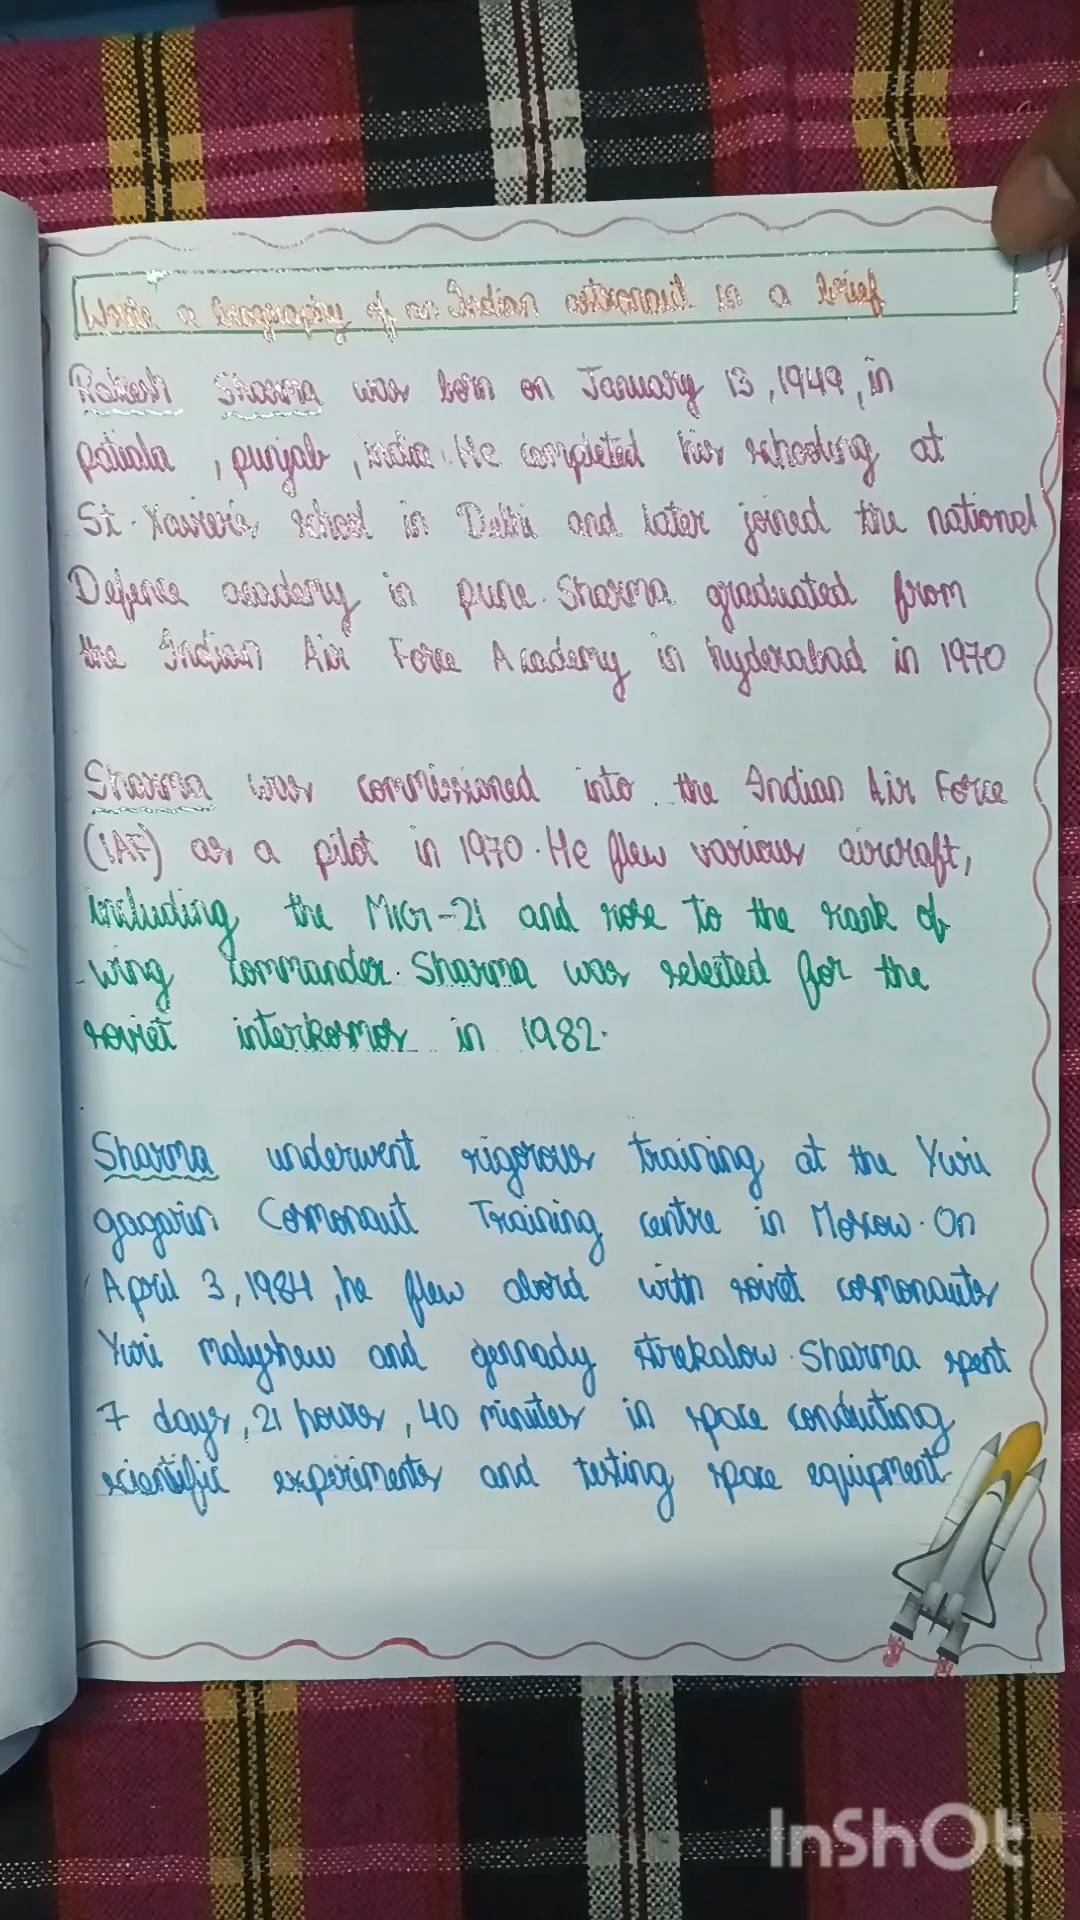 Write a biography of an Indian astronaut in a brief
Rakesh Sharma was born on January 13, 1949, in
patiala, punjab, india. He completed his schooling at
St. Xavier's school in Delhi and later joined the national
Defence academy in pune. Sharma graduated from
the Indian Air Force Academy in hyderabad in 1970
Sharma was commissioned into the Indian Air Force
(IAF) as a pilot in 1970. He flew various aircraft,
including the MIG-21 and rose to the rank of
wing commander. Sharma was selected for the
soviet interkosmos in 1982.
Sharma underwent rigorous training at the Yuri
gagarin Cosmonaut Training centre in Moscow. On
April 3, 1984, he flew abord with soviet cosmonauts
Yuri malyshew and gennady strekalow. Sharma spent
7 days, 21 hours, 40 minutes in space conducting
scientific experiments and testing space equipment.
InShOt